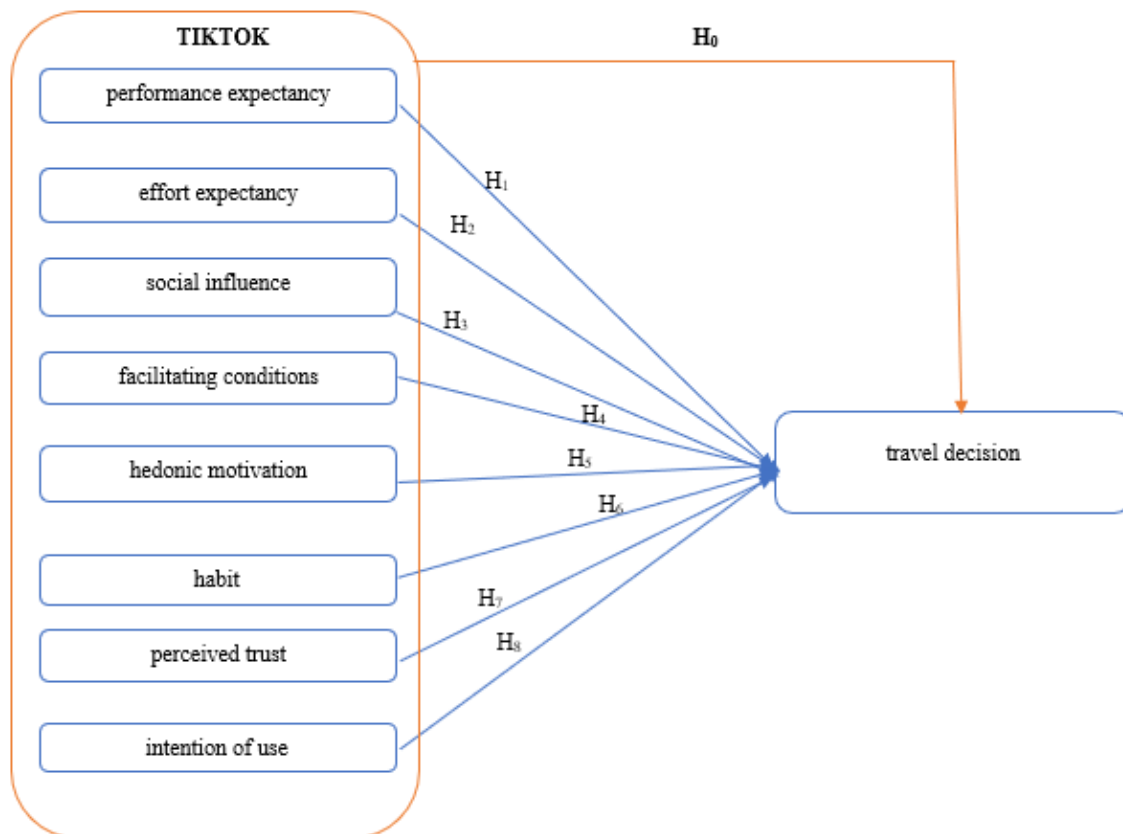 TIKTOK
H₀
performance expectancy
H₁
effort expectancy
H₂
social influence
H₃
facilitating conditions
H₄
travel decision
hedonic motivation
H₅
H₆
habit
H₇
perceived trust
H₈
intention of use